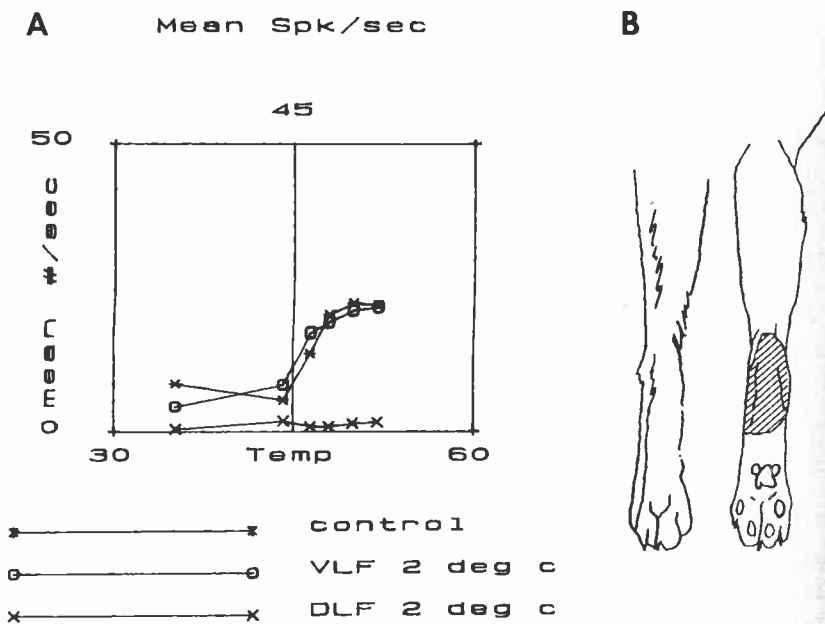 A Mean Spk/sec B
45
50
mean #/sec
0
30 Temp 60
control
VLF 2 deg c
DLF 2 deg c